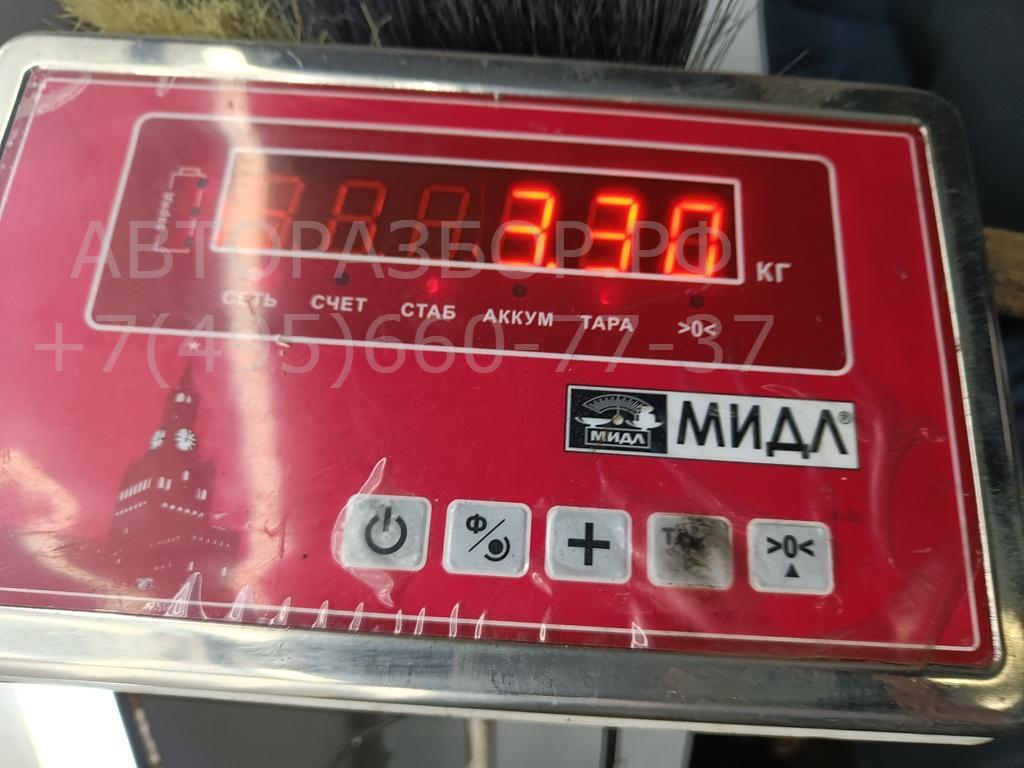 заряд
3.30
КГ
СЕТЬ СЧЕТ СТАБ АККУМ ТАРА >0<
АВТОРАЗБОР.РФ
+7(495)660-77-37
МИДЛ МИДЛ®
Ф/
+
>0<